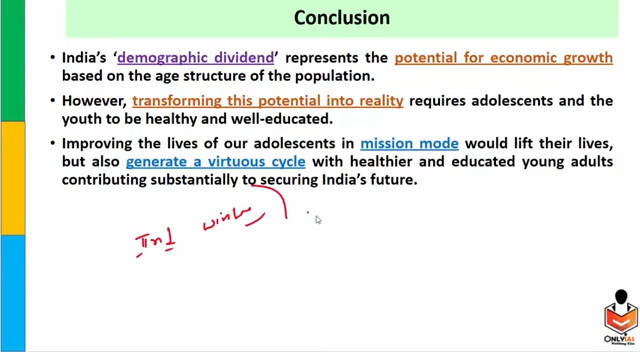 Conclusion
• India's ‘demographic dividend’ represents the potential for economic growth
based on the age structure of the population.
• However, transforming this potential into reality requires adolescents and the
youth to be healthy and well-educated.
• Improving the lives of our adolescents in mission mode would lift their lives,
but also generate a virtuous cycle with healthier and educated young adults
contributing substantially to securing India's future.
ONLYIAS